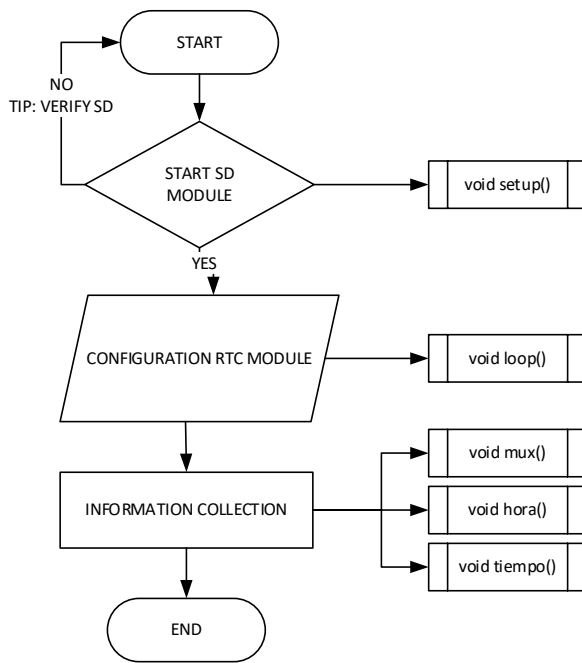 START
NO
TIP: VERIFY SD
START SD
MODULE
void setup()
YES
CONFIGURATION RTC MODULE
void loop()
void mux()
INFORMATION COLLECTION
void hora()
void tiempo()
END